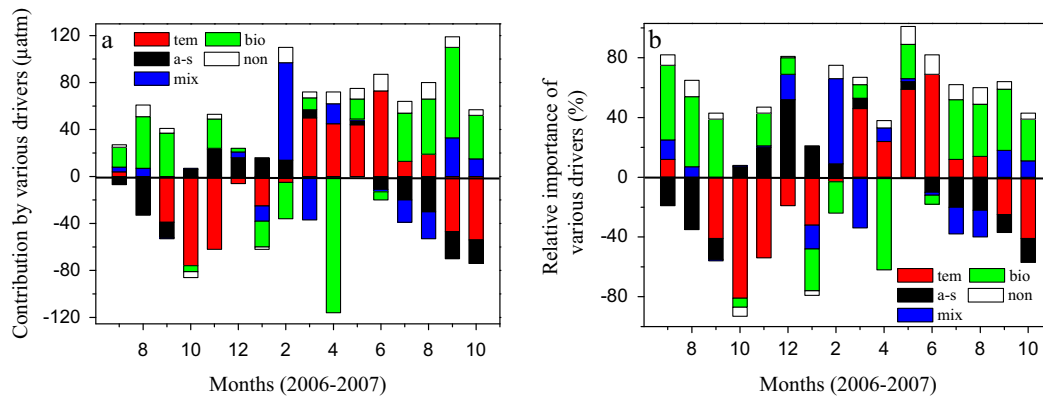 a
Contribution by various drivers (μatm)
120
80
40
0
-40
-80
-120
tem bio
a-s non
mix
8 10 12 2 4 6 8 10
Months (2006-2007)
b
Relative importance of
various drivers (%)
80
40
0
-40
-80
tem bio
a-s non
mix
8 10 12 2 4 6 8 10
Months (2006-2007)